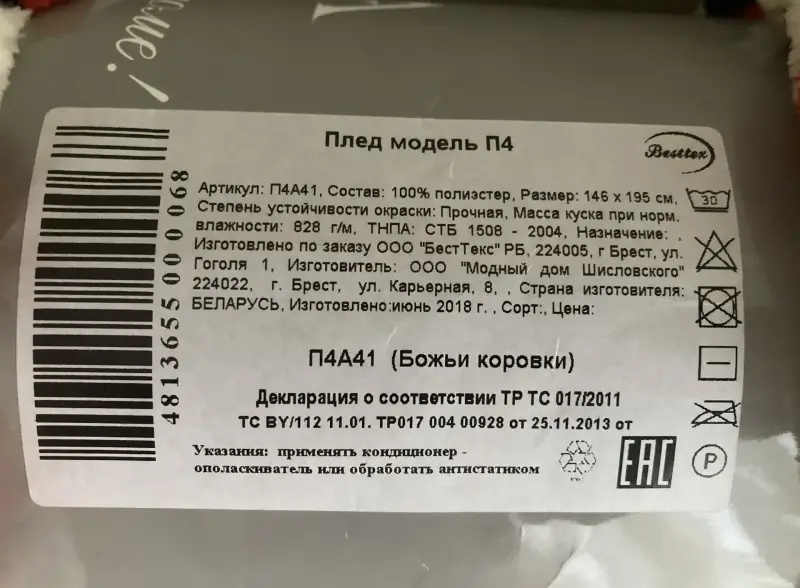 ме!
Плед модель П4
Besttex
Артикул: П4А41, Состав: 100% полиэстер, Размер: 146 x 195 см,
Степень устойчивости окраски: Прочная, Масса куска при норм.
влажности: 828 г/м, ТНПА: СТБ 1508 - 2004, Назначение: ,
Изготовлено по заказу ООО "БестТекс" РБ, 224005, г Брест, ул.
Гоголя 1, Изготовитель: ООО "Модный дом Шисловского"
224022, г. Брест, ул. Карьерная, 8, , Страна изготовителя:
БЕЛАРУСЬ, Изготовлено:июнь 2018 г. , Сорт:, Цена:
30
4813655000068
П4А41 (Божьи коровки)
Декларация о соответствии ТР ТС 017/2011
ТС BY/112 11.01. ТР017 004 00928 от 25.11.2013 от
Указания: применять кондиционер -
ополаскиватель или обработать антистатиком
EAC
P